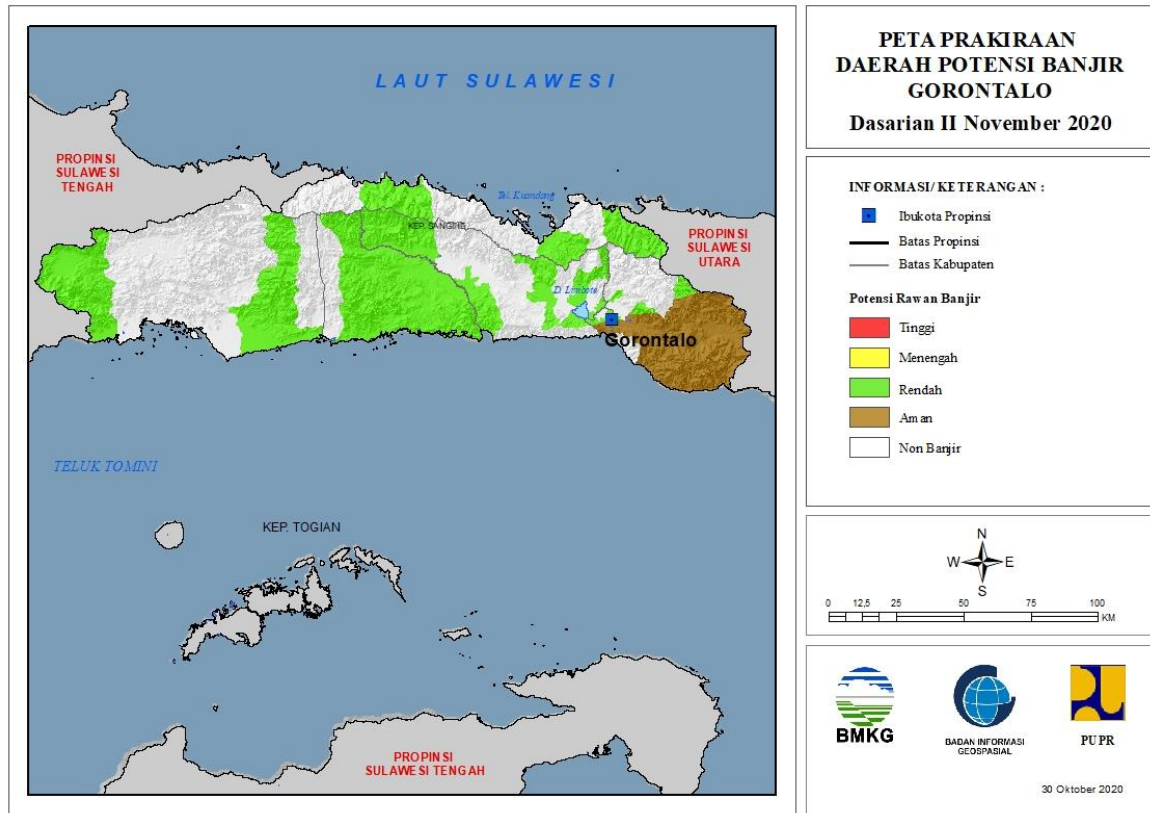 LAUT SULAWESI
PROPINSI
SULAWESI
TENGAH
Tel. Kuandang
KEP. SANGIHE
PROPINSI
SULAWESI
UTARA
D. Limboto
Gorontalo
TELUK TOMINI
KEP. TOGIAN
PROPINSI
SULAWESI TENGAH
PETA PRAKIRAAN
DAERAH POTENSI BANJIR
GORONTALO
Dasarian II November 2020
INFORMASI/ KETERANGAN :
Ibukota Propinsi
Batas Propinsi
Batas Kabupaten
Potensi Rawan Banjir
Tinggi
Menengah
Rendah
Aman
Non Banjir
N
W E
S
0 12,5 25 50 75 100
KM
BMKG
BADAN INFORMASI
GEOSPASIAL
PUPR
30 Oktober 2020